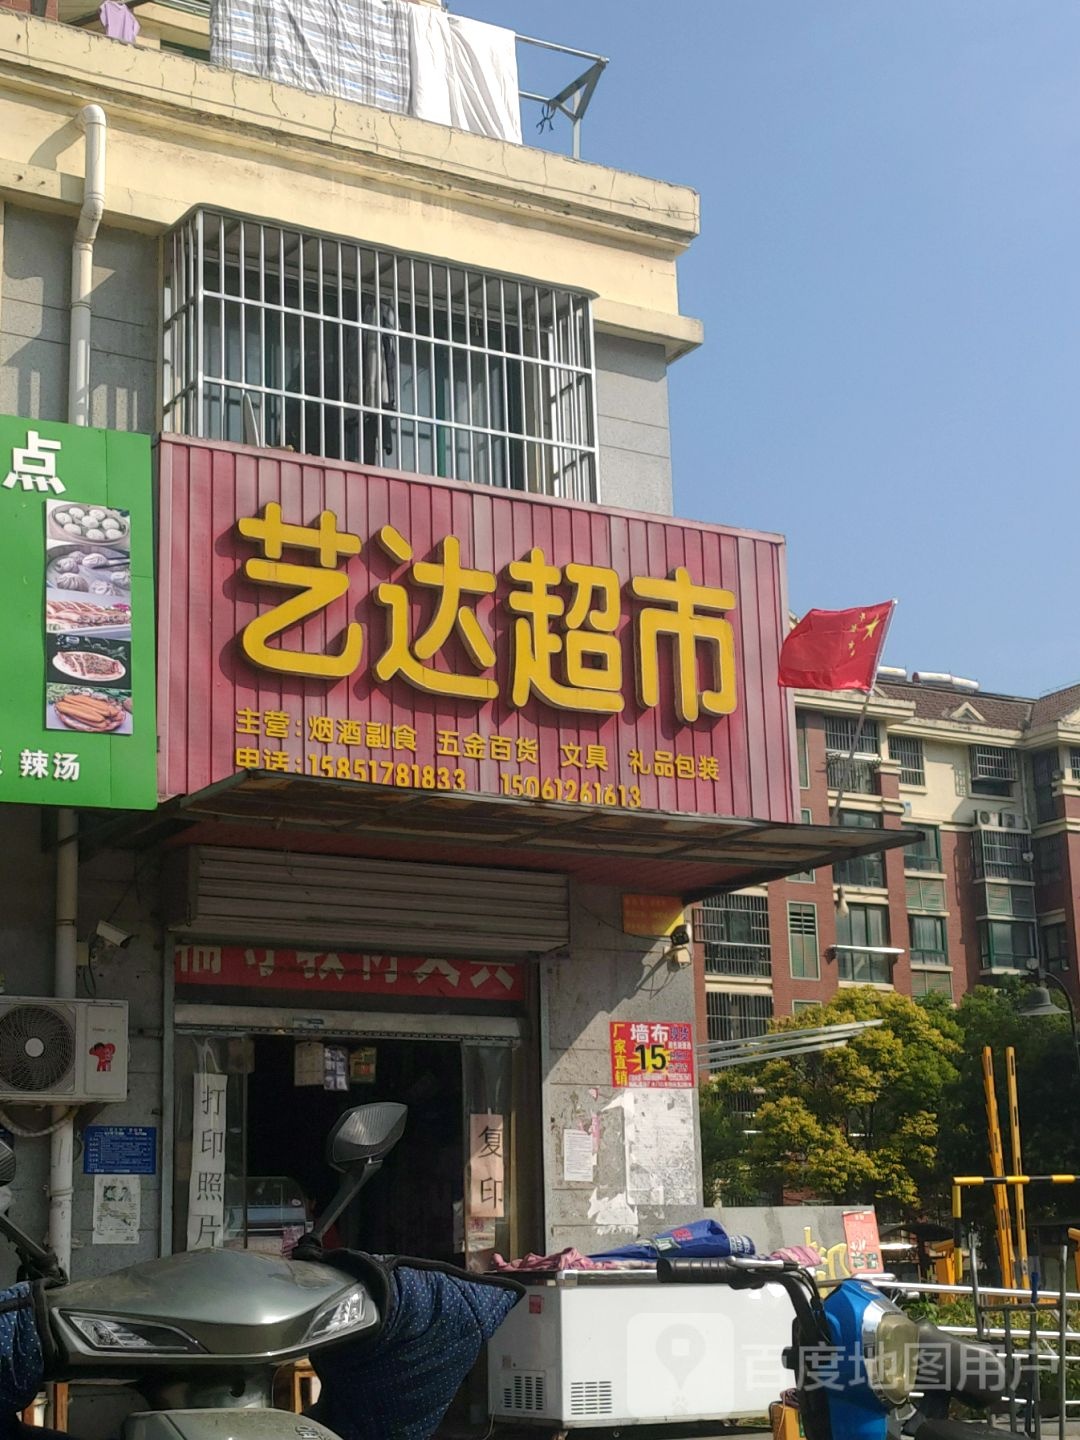 点
辣汤
艺达超市
主营：烟酒副食 五金百货 文具 礼品包装
电话：15851781833 15061261613
打印照片
复印
厂家直销
墙布
15
百度地图用户